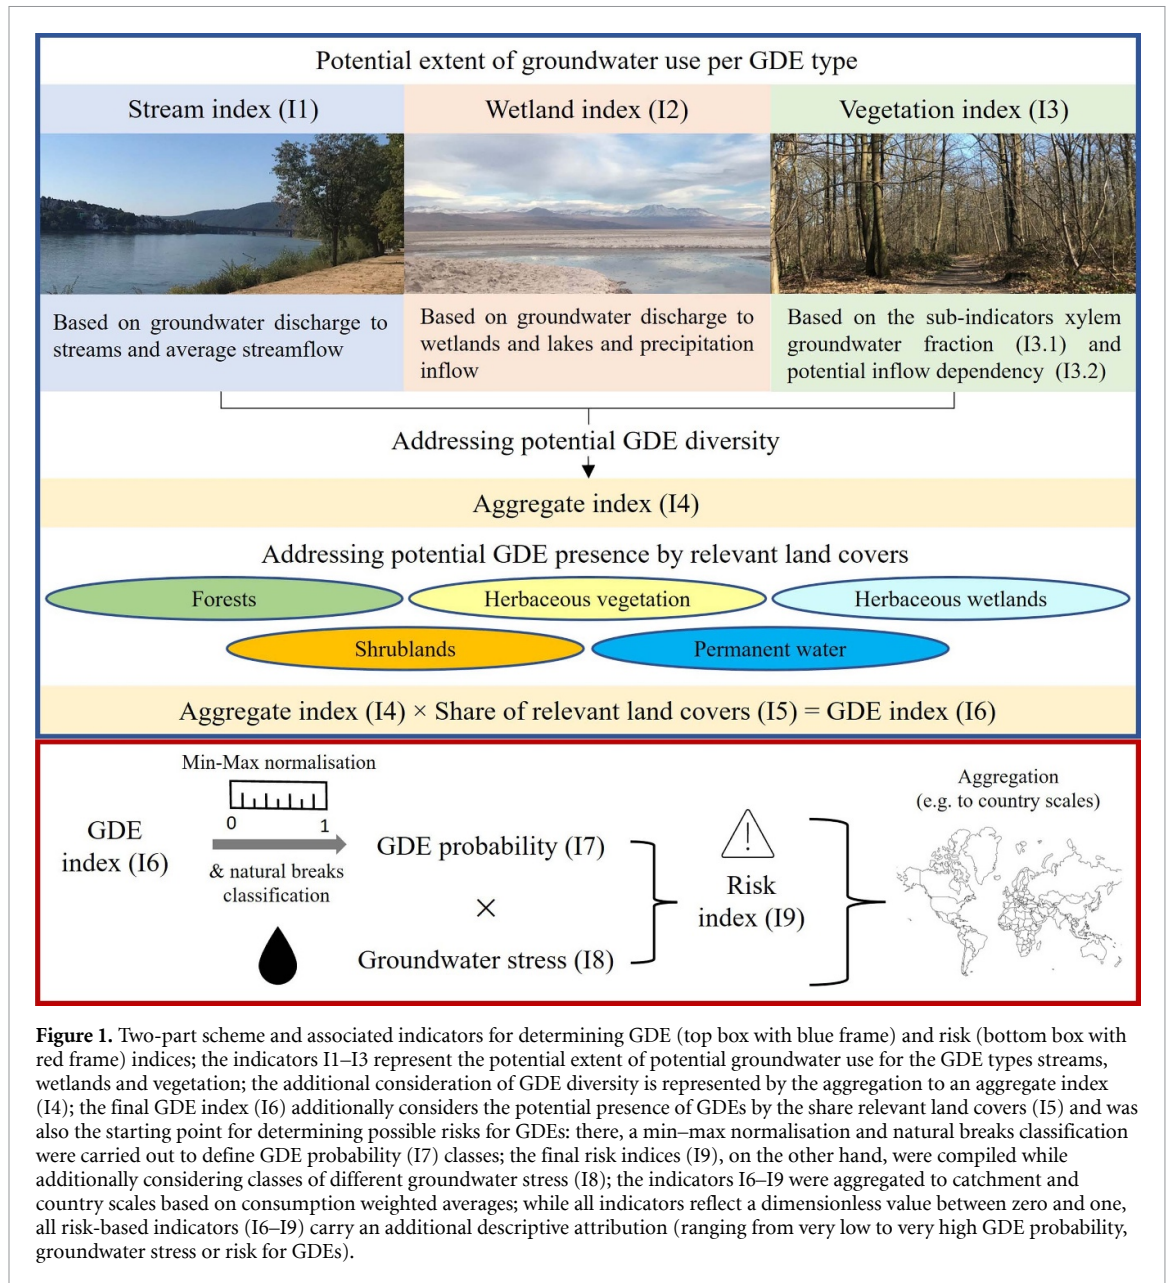 Potential extent of groundwater use per GDE type
Stream index (I1)
Wetland index (I2)
Vegetation index (I3)
Based on groundwater discharge to
streams and average streamflow
Based on groundwater discharge to
wetlands and lakes and precipitation
inflow
Based on the sub-indicators xylem
groundwater fraction (I3.1) and
potential inflow dependency (I3.2)
Addressing potential GDE diversity
Aggregate index (I4)
Addressing potential GDE presence by relevant land covers
Forests
Herbaceous vegetation
Herbaceous wetlands
Shrublands
Permanent water
Aggregate index (I4) × Share of relevant land covers (I5) = GDE index (I6)
GDE
index (I6)
Min-Max normalisation
0 1
& natural breaks
classification
GDE probability (I7)
×
Groundwater stress (I8)
Risk
index (I9)
Aggregation
(e.g. to country scales)
Figure 1. Two-part scheme and associated indicators for determining GDE (top box with blue frame) and risk (bottom box with
red frame) indices; the indicators I1–I3 represent the potential extent of potential groundwater use for the GDE types streams,
wetlands and vegetation; the additional consideration of GDE diversity is represented by the aggregation to an aggregate index
(I4); the final GDE index (I6) additionally considers the potential presence of GDEs by the share relevant land covers (I5) and was
also the starting point for determining possible risks for GDEs: there, a min–max normalisation and natural breaks classification
were carried out to define GDE probability (I7) classes; the final risk indices (I9), on the other hand, were compiled while
additionally considering classes of different groundwater stress (I8); the indicators I6–I9 were aggregated to catchment and
country scales based on consumption weighted averages; while all indicators reflect a dimensionless value between zero and one,
all risk-based indicators (I6–I9) carry an additional descriptive attribution (ranging from very low to very high GDE probability,
groundwater stress or risk for GDEs).